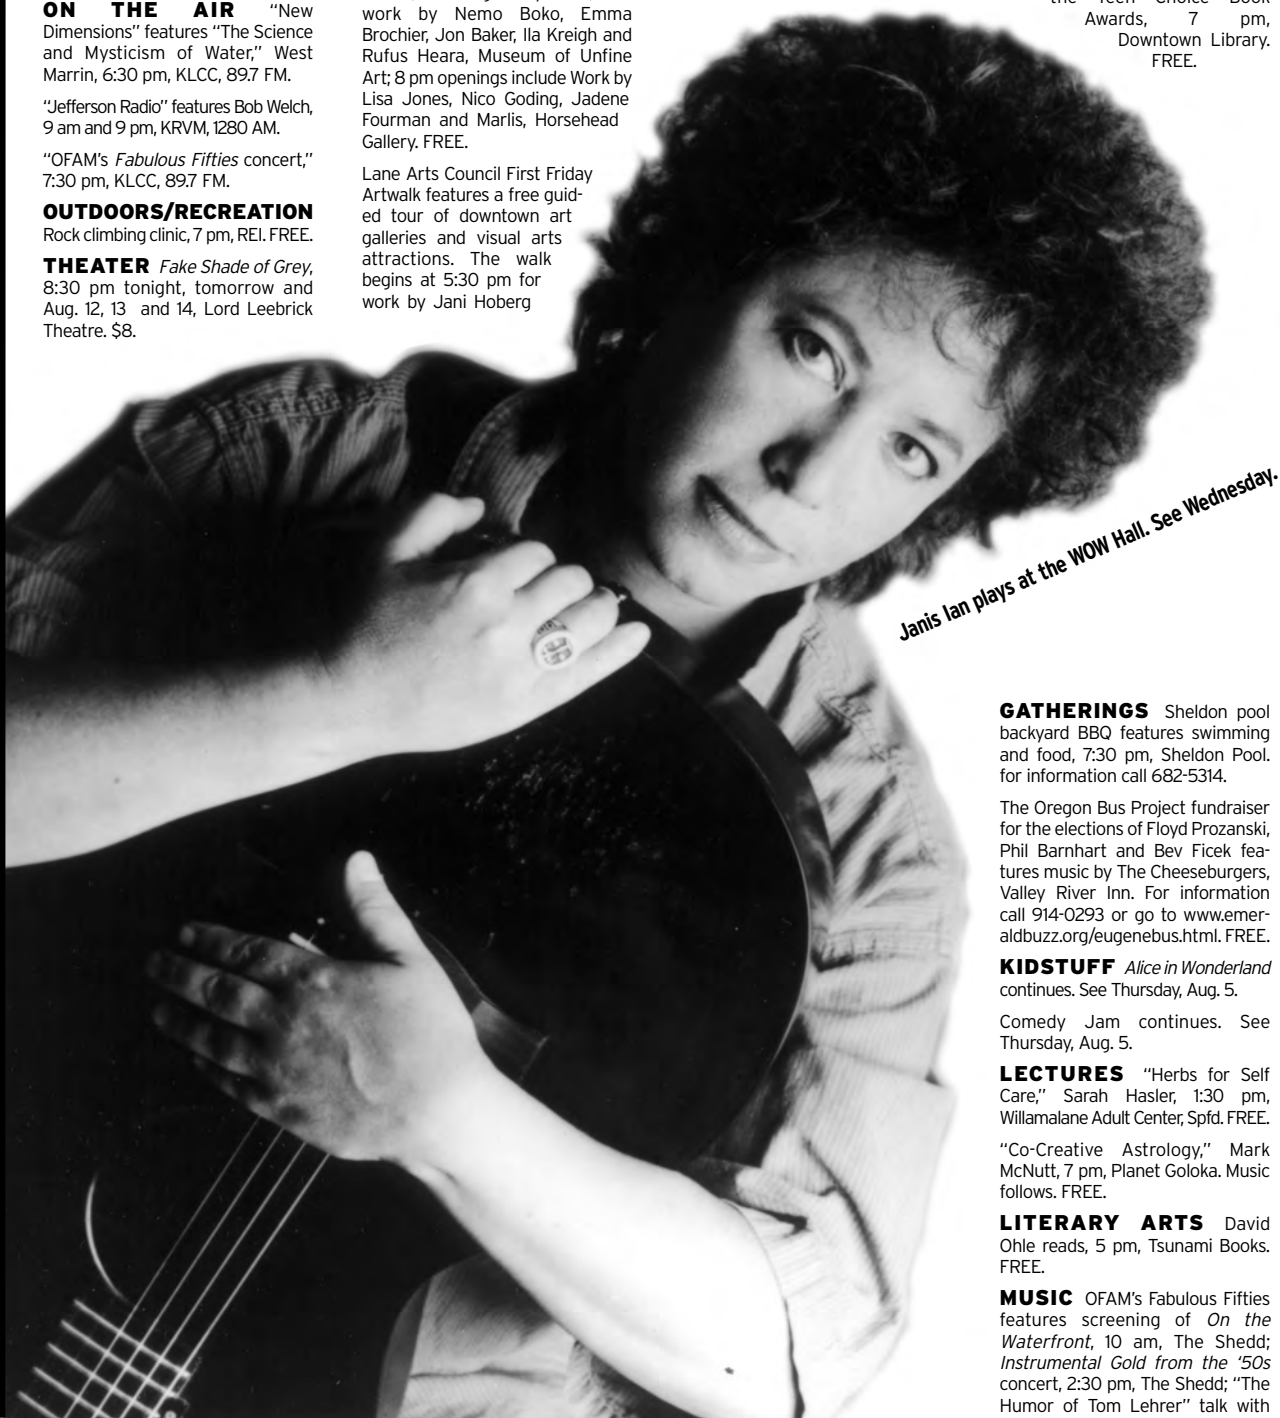 ON THE AIR “New
Dimensions” features “The Science
and Mysticism of Water,” West
Marrin, 6:30 pm, KLCC, 89.7 FM.
“Jefferson Radio” features Bob Welch,
9 am and 9 pm, KRVM, 1280 AM.
“OFAM’s Fabulous Fifties concert,”
7:30 pm, KLCC, 89.7 FM.
OUTDOORS/RECREATION
Rock climbing clinic, 7 pm, REI. FREE.
THEATER Fake Shade of Grey,
8:30 pm tonight, tomorrow and
Aug. 12, 13 and 14, Lord Leebrick
Theatre. $8.
work by Nemo Boko, Emma
Brochier, Jon Baker, Ila Kreigh and
Rufus Heara, Museum of Unfine
Art; 8 pm openings include Work by
Lisa Jones, Nico Goding, Jadene
Fourman and Marlis, Horsehead
Gallery. FREE.
Lane Arts Council First Friday
Artwalk features a free guid-
ed tour of downtown art
galleries and visual arts
attractions. The walk
begins at 5:30 pm for
work by Jani Hoberg
the Teen Choice Book
Awards, 7 pm,
Downtown Library.
FREE.
Janis Ian plays at the WOW Hall. See Wednesday.
GATHERINGS Sheldon pool
backyard BBQ features swimming
and food, 7:30 pm, Sheldon Pool.
for information call 682-5314.
The Oregon Bus Project fundraiser
for the elections of Floyd Prozanski,
Phil Barnhart and Bev Ficek fea-
tures music by The Cheeseburgers,
Valley River Inn. For information
call 914-0293 or go to www.emer-
aldbuzz.org/eugenebus.html. FREE.
KIDSTUFF Alice in Wonderland
continues. See Thursday, Aug. 5.
Comedy Jam continues. See
Thursday, Aug. 5.
LECTURES “Herbs for Self
Care,” Sarah Hasler, 1:30 pm,
Willamalane Adult Center, Spfd. FREE.
“Co-Creative Astrology,” Mark
McNutt, 7 pm, Planet Goloka. Music
follows. FREE.
LITERARY ARTS David
Ohle reads, 5 pm, Tsunami Books.
FREE.
MUSIC OFAM’s Fabulous Fifties
features screening of On the
Waterfront, 10 am, The Shedd;
Instrumental Gold from the ‘50s
concert, 2:30 pm, The Shedd; “The
Humor of Tom Lehrer” talk with